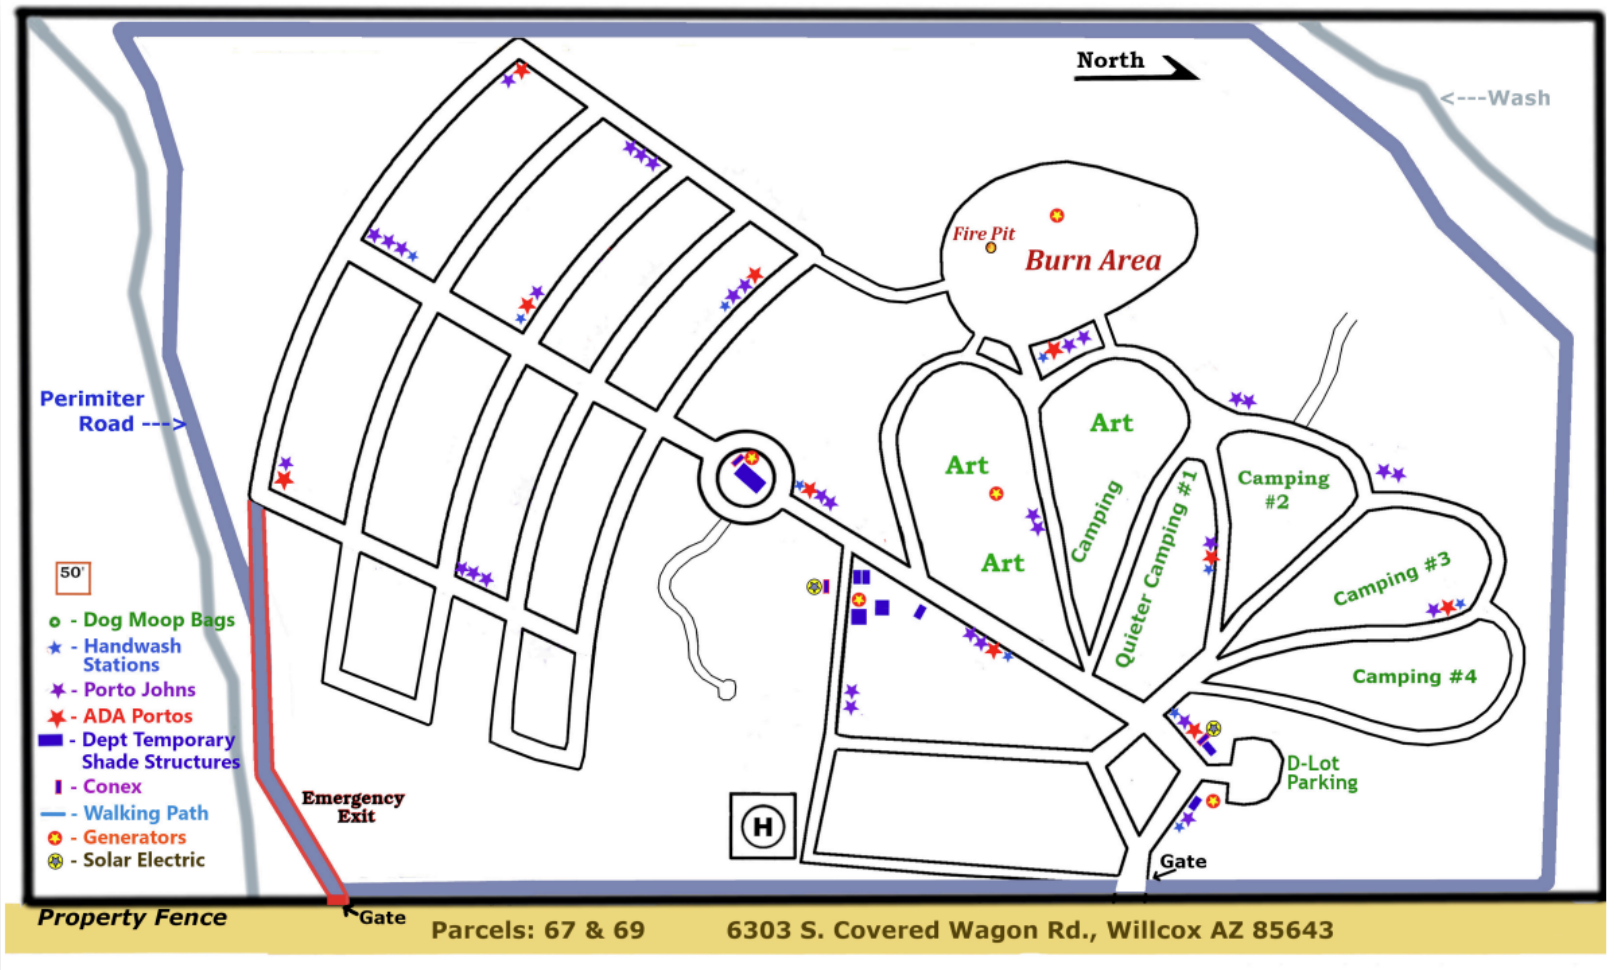 North
<---Wash
Fire Pit
Burn Area
Perimiter
Road --->
Art
Art
Art
Camping
Quieter Camping #1
Camping
#2
Camping #3
Camping #4
50'
- Dog Moop Bags
- Handwash
Stations
- Porto Johns
- ADA Portos
- Dept Temporary
Shade Structures
- Conex
- Walking Path
- Generators
- Solar Electric
Emergency
Exit
H
D-Lot
Parking
Gate
Property Fence
Gate
Parcels: 67 & 69
6303 S. Covered Wagon Rd., Willcox AZ 85643